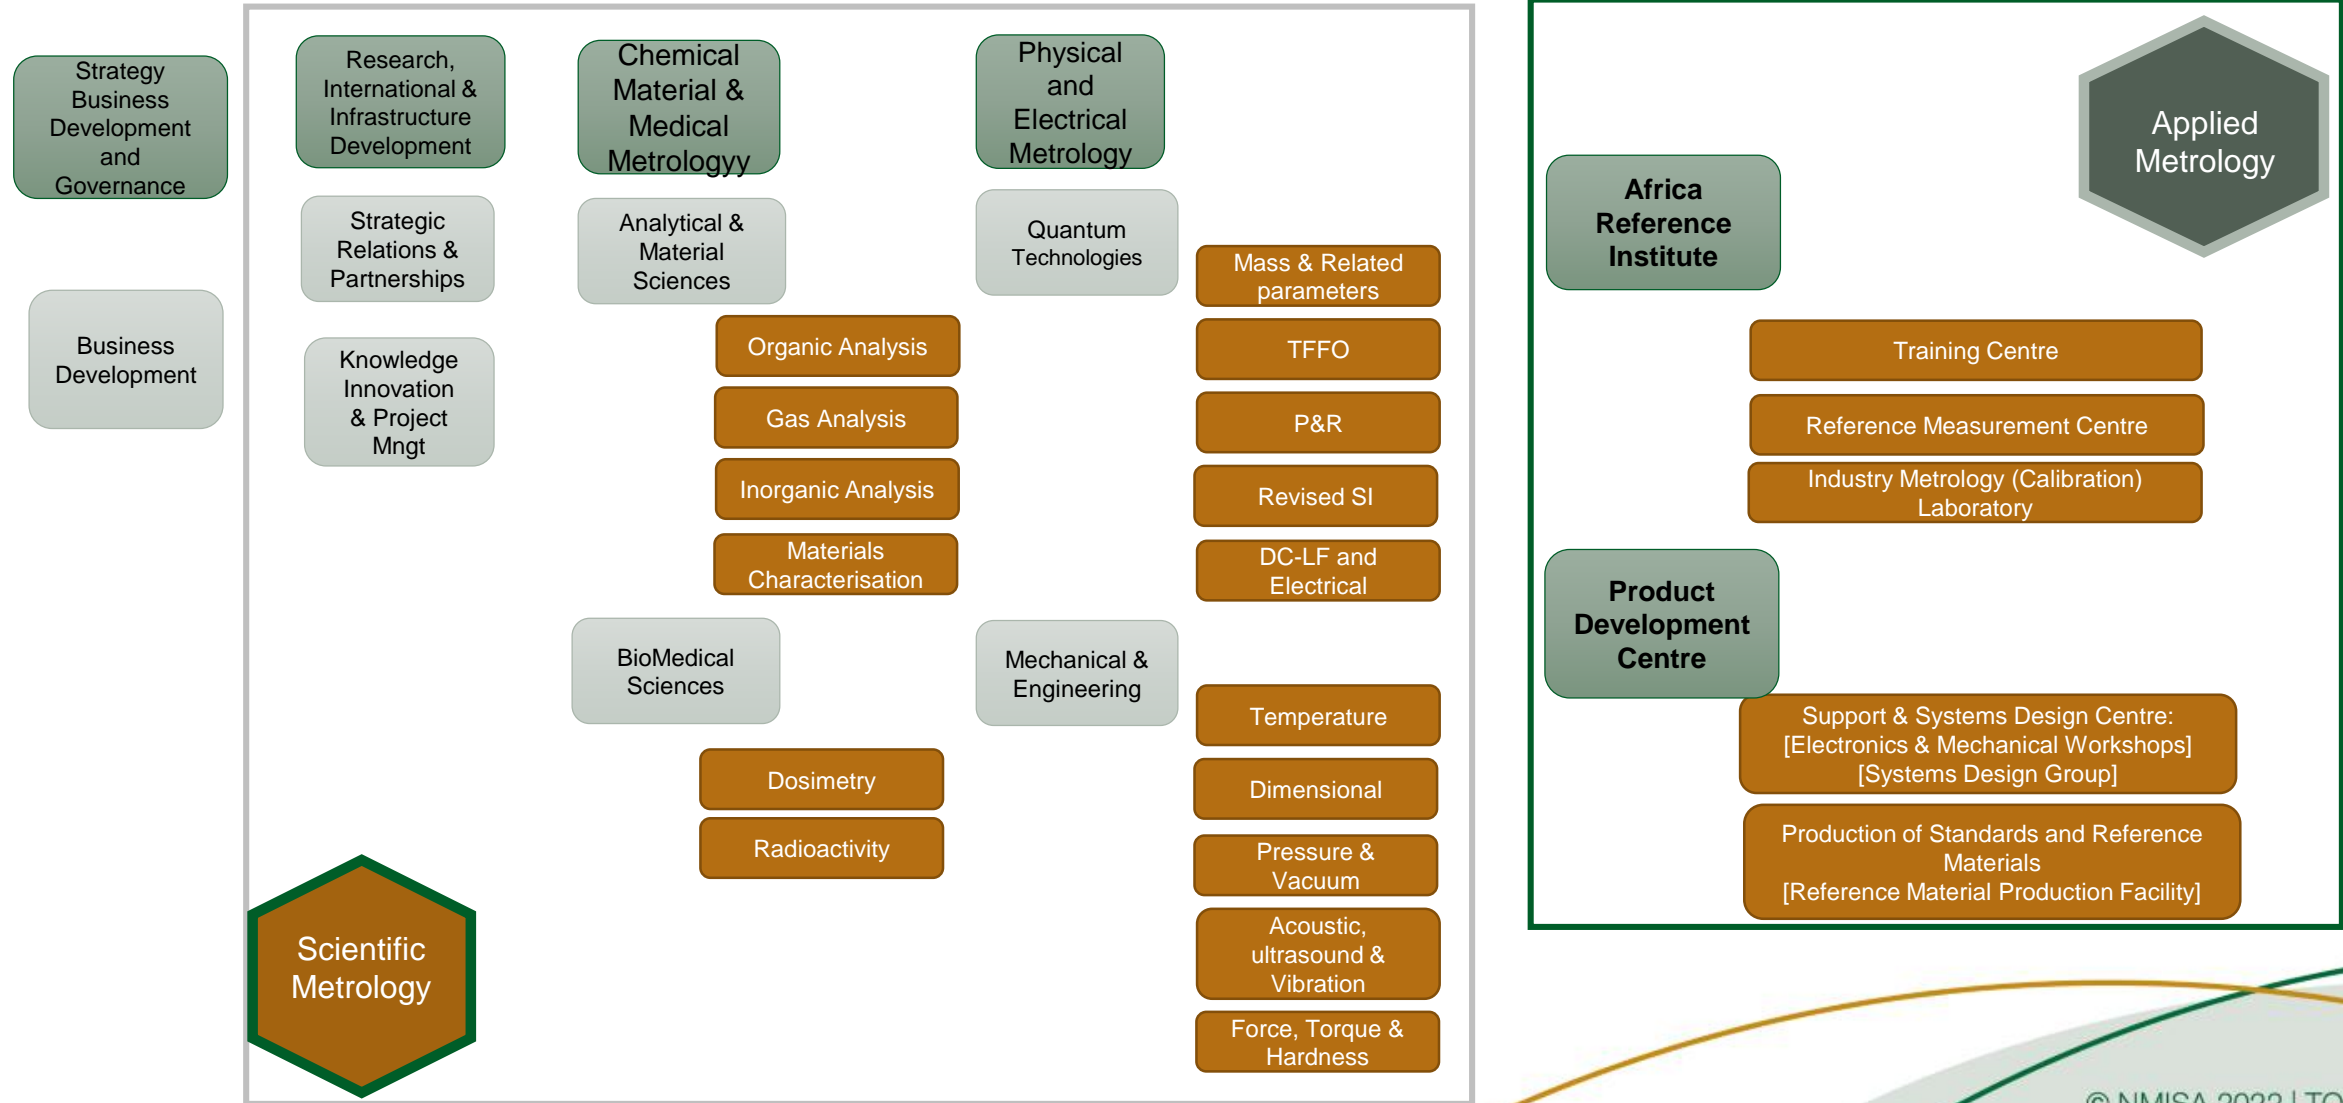 Strategy
Business
Development
and
Governance
Business
Development
Research,
International &
Infrastructure
Development
Strategic
Relations &
Partnerships
Knowledge
Innovation
& Project
Mngt
Chemical
Material &
Medical
Metrologyy
Analytical &
Material
Sciences
Organic Analysis
Gas Analysis
Inorganic Analysis
Materials
Characterisation
BioMedical
Sciences
Dosimetry
Radioactivity
Physical
and
Electrical
Metrology
Quantum
Technologies
Mass & Related
parameters
TFFO
P&R
Revised SI
DC-LF and
Electrical
Mechanical &
Engineering
Temperature
Dimensional
Pressure &
Vacuum
Acoustic,
ultrasound &
Vibration
Force, Torque &
Hardness
Scientific
Metrology
Applied
Metrology
Africa
Reference
Institute
Training Centre
Reference Measurement Centre
Industry Metrology (Calibration)
Laboratory
Product
Development
Centre
Support & Systems Design Centre:
[Electronics & Mechanical Workshops]
[Systems Design Group]
Production of Standards and Reference
Materials
[Reference Material Production Facility]
© NMISA 2022 |